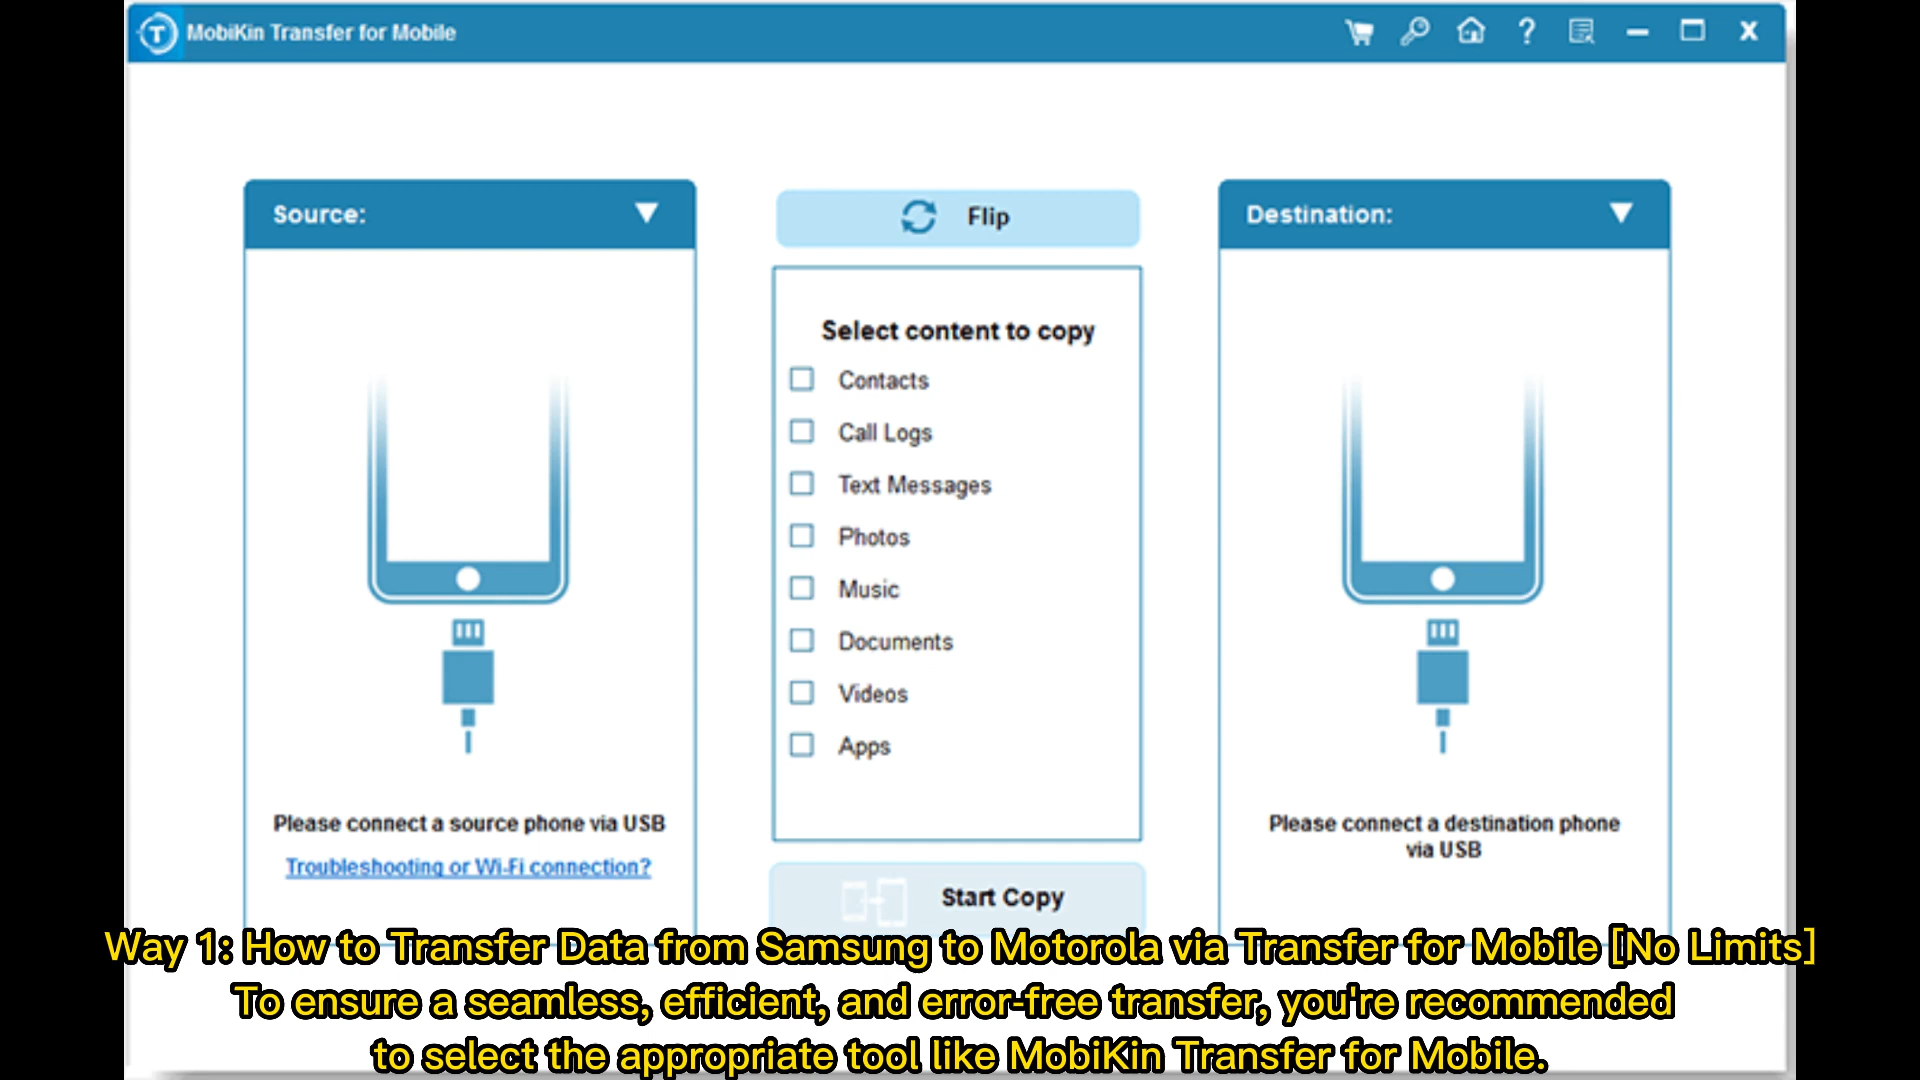 MobiKin Transfer for Mobile
Source:
Flip
Destination:
Select content to copy
Contacts
Call Logs
Text Messages
Photos
Music
Documents
Videos
Apps
Please connect a source phone via USB
Troubleshooting or Wi-Fi connection?
Please connect a destination phone
via USB
Start Copy
Way 1: How to Transfer Data from Samsung to Motorola via Transfer for Mobile [No Limits]
To ensure a seamless, efficient, and error-free transfer, you're recommended
to select the appropriate tool like MobiKin Transfer for Mobile.